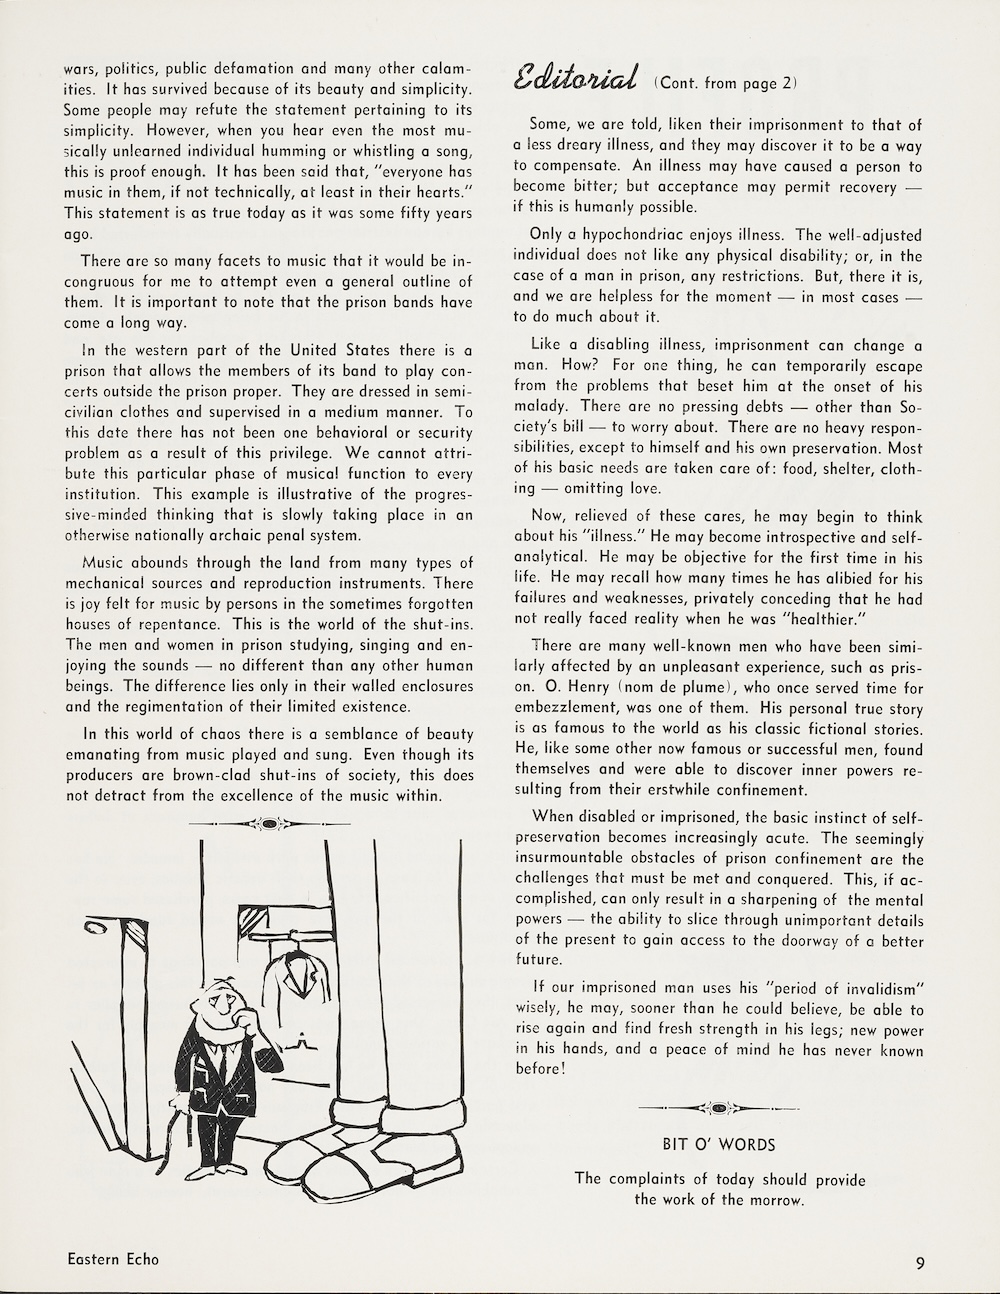 wars, politics, public defamation and many other calam-
ities. It has survived because of its beauty and simplicity.
Some people may refute the statement pertaining to its
simplicity. However, when you hear even the most mu-
sically unlearned individual humming or whistling a song,
this is proof enough. It has been said that, "everyone has
music in them, if not technically, at least in their hearts."
This statement is as true today as it was some fifty years
ago.
There are so many facets to music that it would be in-
congruous for me to attempt even a general outline of
them. It is important to note that the prison bands have
come a long way.
In the western part of the United States there is a
prison that allows the members of its band to play con-
certs outside the prison proper. They are dressed in semi-
civilian clothes and supervised in a medium manner. To
this date there has not been one behavioral or security
problem as a result of this privilege. We cannot attri-
bute this particular phase of musical function to every
institution. This example is illustrative of the progres-
sive-minded thinking that is slowly taking place in an
otherwise nationally archaic penal system.
Music abounds through the land from many types of
mechanical sources and reproduction instruments. There
is joy felt for music by persons in the sometimes forgotten
houses of repentance. This is the world of the shut-ins.
The men and women in prison studying, singing and en-
joying the sounds — no different than any other human
beings. The difference lies only in their walled enclosures
and the regimentation of their limited existence.
In this world of chaos there is a semblance of beauty
emanating from music played and sung. Even though its
producers are brown-clad shut-ins of society, this does
not detract from the excellence of the music within.
Editorial (Cont. from page 2)
Some, we are told, liken their imprisonment to that of
a less dreary illness, and they may discover it to be a way
to compensate. An illness may have caused a person to
become bitter; but acceptance may permit recovery —
if this is humanly possible.
Only a hypochondriac enjoys illness. The well-adjusted
individual does not like any physical disability; or, in the
case of a man in prison, any restrictions. But, there it is,
and we are helpless for the moment — in most cases —
to do much about it.
Like a disabling illness, imprisonment can change a
man. How? For one thing, he can temporarily escape
from the problems that beset him at the onset of his
malady. There are no pressing debts — other than So-
ciety's bill — to worry about. There are no heavy respon-
sibilities, except to himself and his own preservation. Most
of his basic needs are taken care of: food, shelter, cloth-
ing — omitting love.
Now, relieved of these cares, he may begin to think
about his "illness." He may become introspective and self-
analytical. He may be objective for the first time in his
life. He may recall how many times he has alibied for his
failures and weaknesses, privately conceding that he had
not really faced reality when he was "healthier."
There are many well-known men who have been simi-
larly affected by an unpleasant experience, such as pris-
on. O. Henry (nom de plume), who once served time for
embezzlement, was one of them. His personal true story
is as famous to the world as his classic fictional stories.
He, like some other now famous or successful men, found
themselves and were able to discover inner powers re-
sulting from their erstwhile confinement.
When disabled or imprisoned, the basic instinct of self-
preservation becomes increasingly acute. The seemingly
insurmountable obstacles of prison confinement are the
challenges that must be met and conquered. This, if ac-
complished, can only result in a sharpening of the mental
powers — the ability to slice through unimportant details
of the present to gain access to the doorway of a better
future.
If our imprisoned man uses his "period of invalidism"
wisely, he may, sooner than he could believe, be able to
rise again and find fresh strength in his legs; new power
in his hands, and a peace of mind he has never known
before!
BIT O' WORDS
The complaints of today should provide
the work of the morrow.
Eastern Echo
9